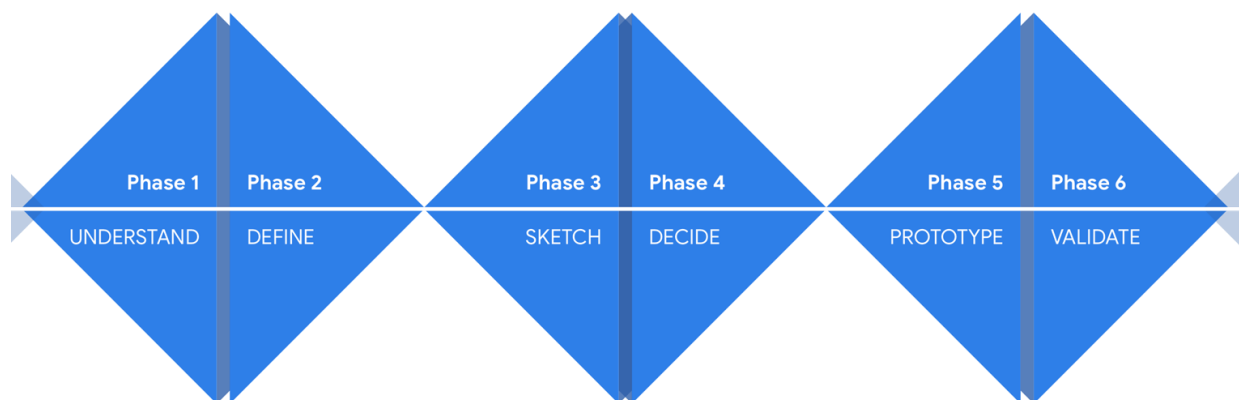 Phase 1
UNDERSTAND
Phase 2
DEFINE
Phase 3
SKETCH
Phase 4
DECIDE
Phase 5
PROTOTYPE
Phase 6
VALIDATE